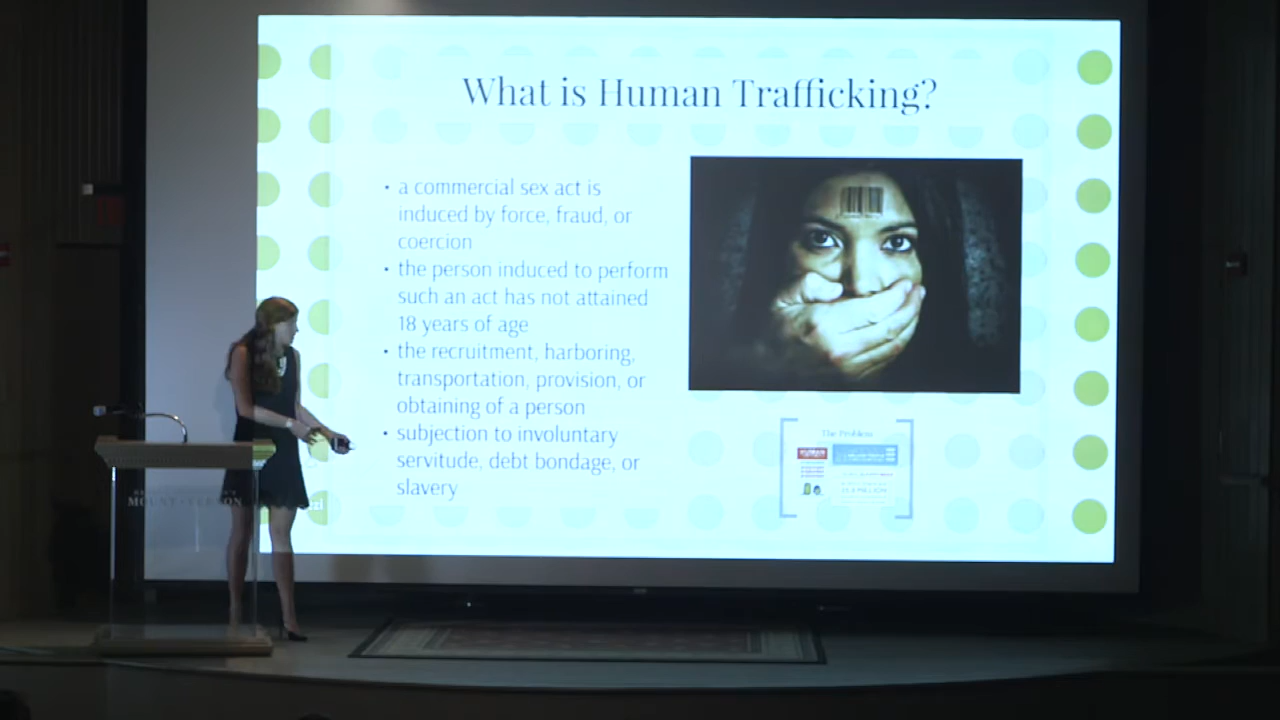 What is Human Trafficking?
• a commercial sex act is
induced by force, fraud, or
coercion
• the person induced to perform
such an act has not attained
18 years of age
• the recruitment, harboring,
transportation, provision, or
obtaining of a person
• subjection to involuntary
servitude, debt bondage, or
slavery
The Problem
MOUNT VERNON